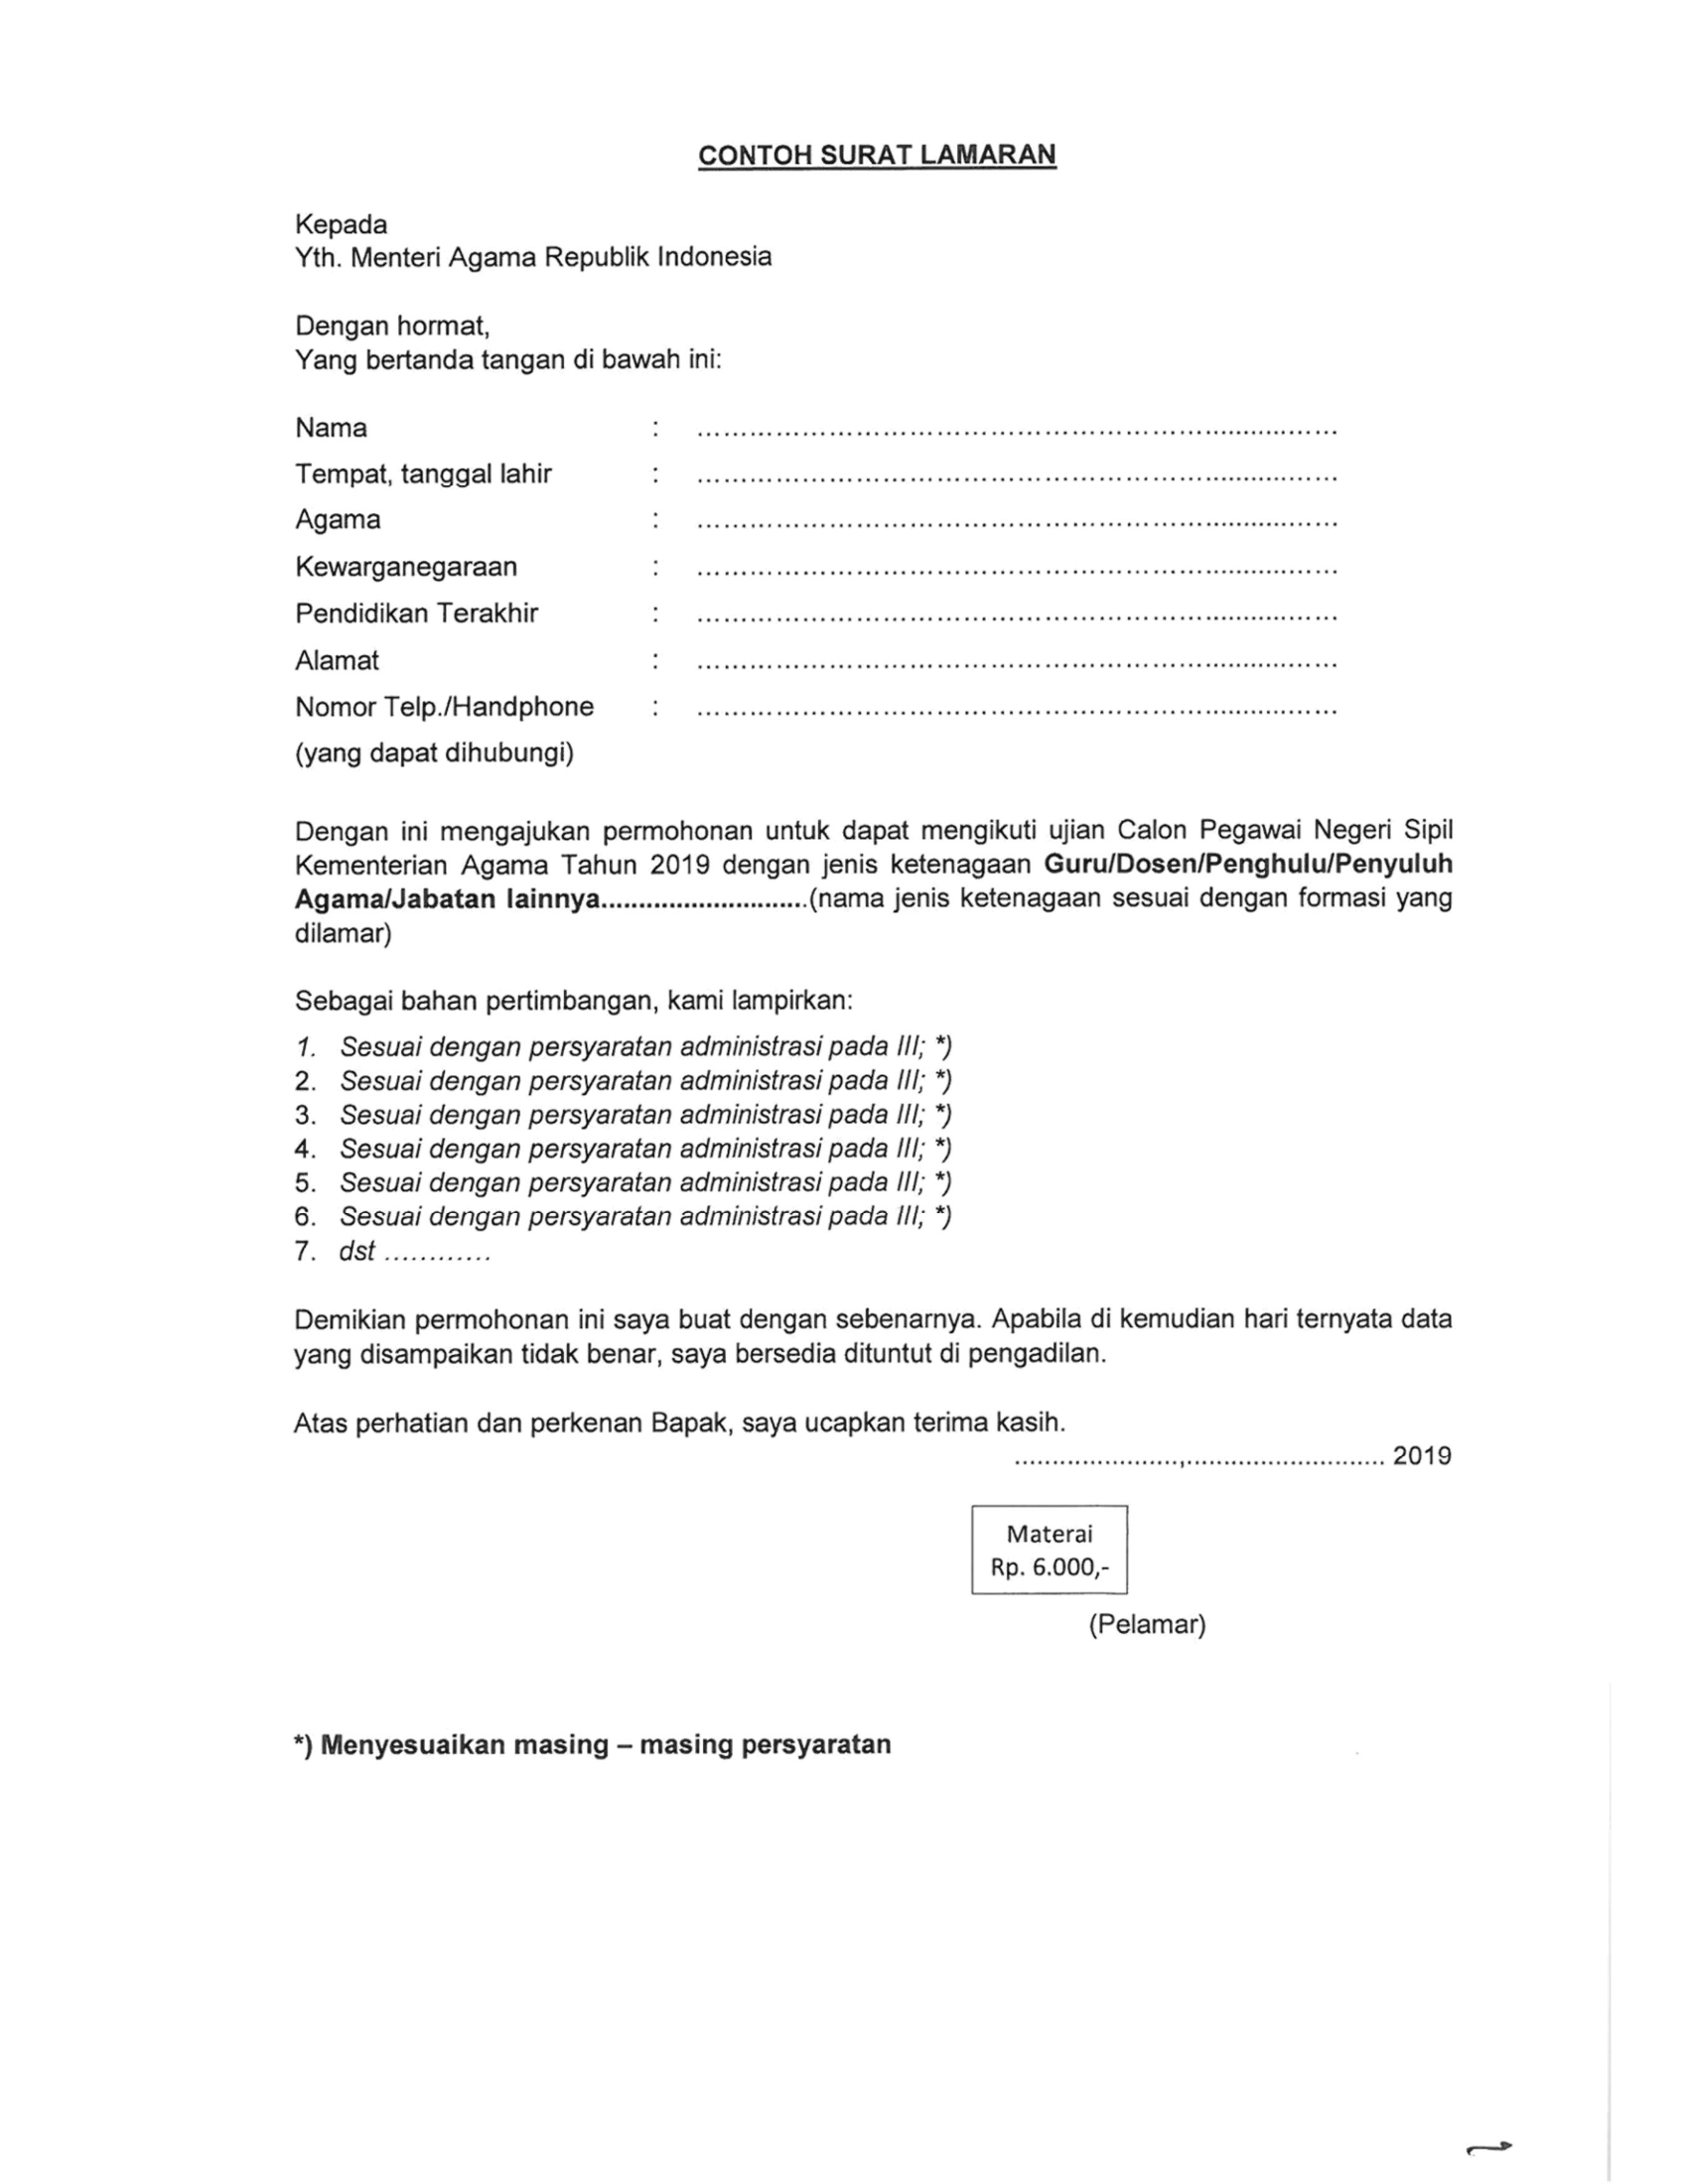 CONTOH SURAT LAMARAN
Kepada
Yth. Menteri Agama Republik Indonesia
Dengan hormat,
Yang bertanda tangan di bawah ini:
Nama : ........................................................................
Tempat, tanggal lahir : ........................................................................
Agama : ........................................................................
Kewarganegaraan : ........................................................................
Pendidikan Terakhir : ........................................................................
Alamat : ........................................................................
Nomor Telp./Handphone : ........................................................................
(yang dapat dihubungi)
Dengan ini mengajukan permohonan untuk dapat mengikuti ujian Calon Pegawai Negeri Sipil
Kementerian Agama Tahun 2019 dengan jenis ketenagaan Guru/Dosen/Penghulu/Penyuluh
Agama/Jabatan lainnya...........................(nama jenis ketenagaan sesuai dengan formasi yang
dilamar)
Sebagai bahan pertimbangan, kami lampirkan:
1. Sesuai dengan persyaratan administrasi pada III; *)
2. Sesuai dengan persyaratan administrasi pada III; *)
3. Sesuai dengan persyaratan administrasi pada III; *)
4. Sesuai dengan persyaratan administrasi pada III; *)
5. Sesuai dengan persyaratan administrasi pada III; *)
6. Sesuai dengan persyaratan administrasi pada III; *)
7. dst ............
Demikian permohonan ini saya buat dengan sebenarnya. Apabila di kemudian hari ternyata data
yang disampaikan tidak benar, saya bersedia dituntut di pengadilan.
Atas perhatian dan perkenan Bapak, saya ucapkan terima kasih.
......................,.......................... 2019
Materai
Rp. 6.000,-
(Pelamar)
*) Menyesuaikan masing – masing persyaratan